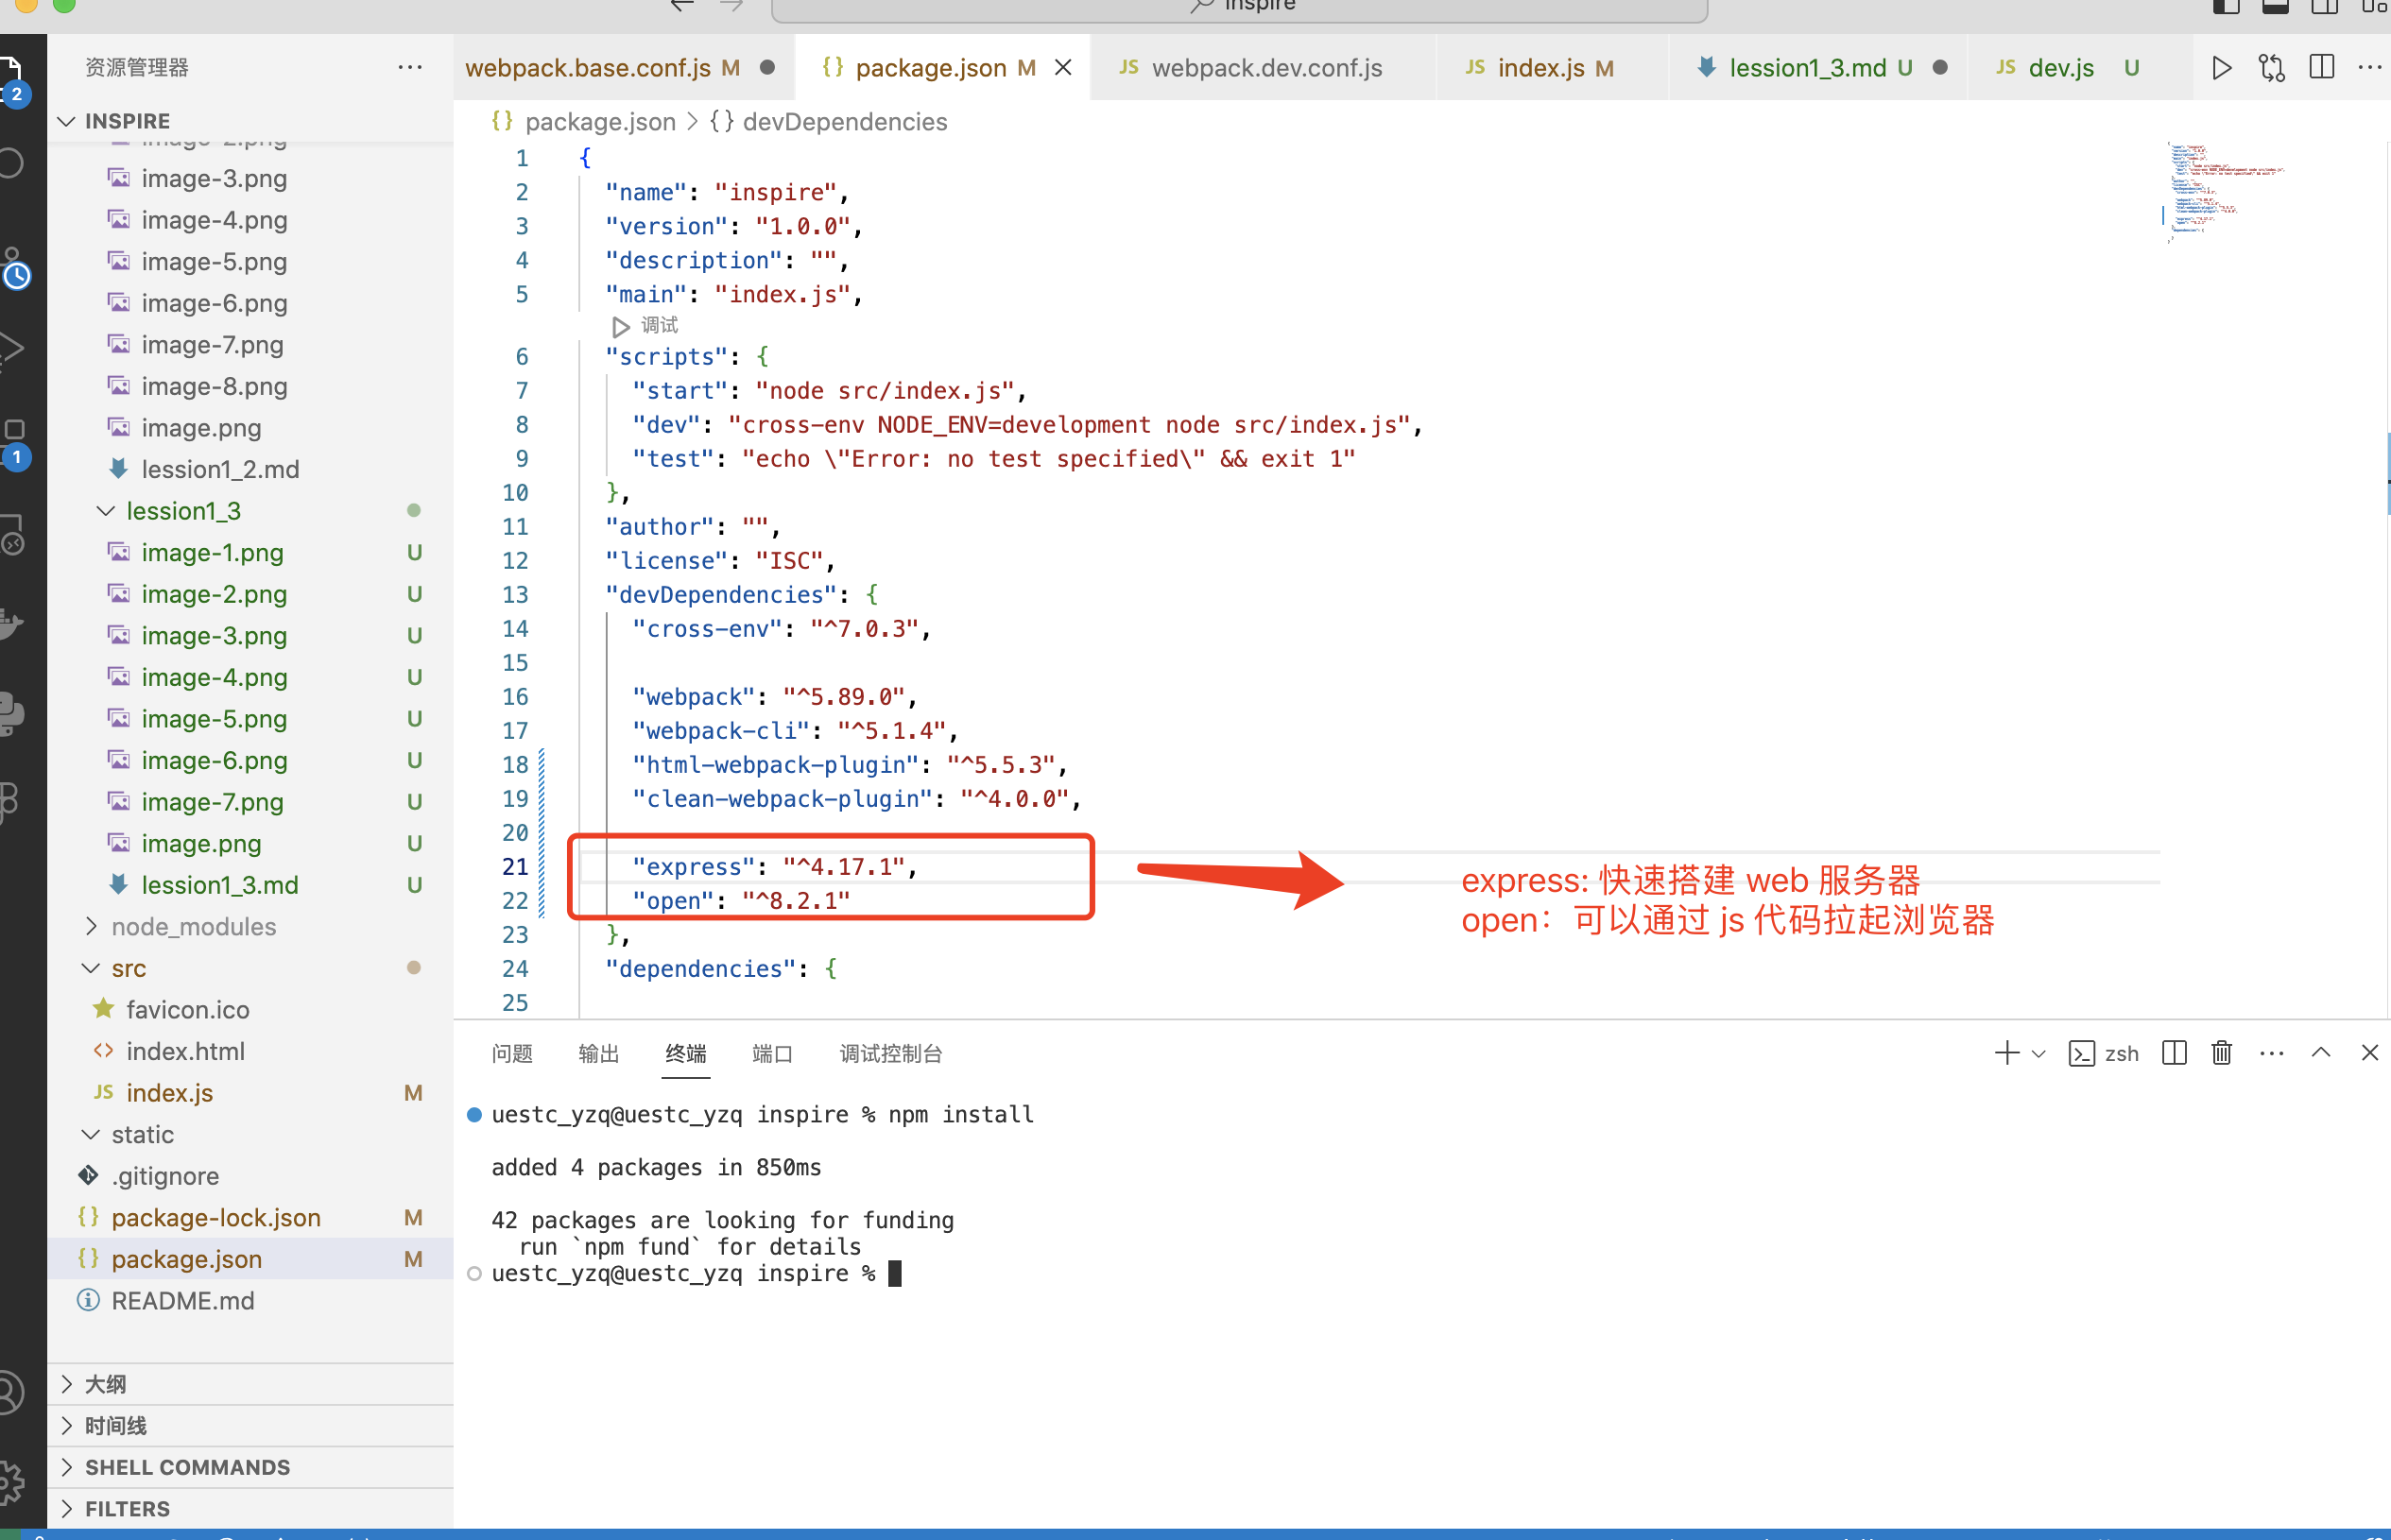 inspire
资源管理器
INSPIRE
image-2.png
image-3.png
image-4.png
image-5.png
image-6.png
image-7.png
image-8.png
image.png
lession1_2.md
lession1_3
image-1.png U
image-2.png U
image-3.png U
image-4.png U
image-5.png U
image-6.png U
image-7.png U
image.png U
lession1_3.md U
node_modules
src
favicon.ico
index.html
JS index.js M
static
.gitignore
{} package-lock.json M
{} package.json M
README.md
大纲
时间线
SHELL COMMANDS
FILTERS
2
1
webpack.base.conf.js M
{} package.json M
JS webpack.dev.conf.js
JS index.js M
lession1_3.md U
JS dev.js U
{} package.json > {} devDependencies
1 {
2 "name": "inspire",
3 "version": "1.0.0",
4 "description": "",
5 "main": "index.js",
调试
6 "scripts": {
7 "start": "node src/index.js",
8 "dev": "cross-env NODE_ENV=development node src/index.js",
9 "test": "echo \"Error: no test specified\" && exit 1"
10 },
11 "author": "",
12 "license": "ISC",
13 "devDependencies": {
14 "cross-env": "^7.0.3",
15
16 "webpack": "^5.89.0",
17 "webpack-cli": "^5.1.4",
18 "html-webpack-plugin": "^5.5.3",
19 "clean-webpack-plugin": "^4.0.0",
20
21 "express": "^4.17.1",
22 "open": "^8.2.1"
23 },
24 "dependencies": {
25
express: 快速搭建 web 服务器
open：可以通过 js 代码拉起浏览器
问题 输出 终端 端口 调试控制台
zsh
uestc_yzq@uestc_yzq inspire % npm install
added 4 packages in 850ms
42 packages are looking for funding
run `npm fund` for details
uestc_yzq@uestc_yzq inspire %